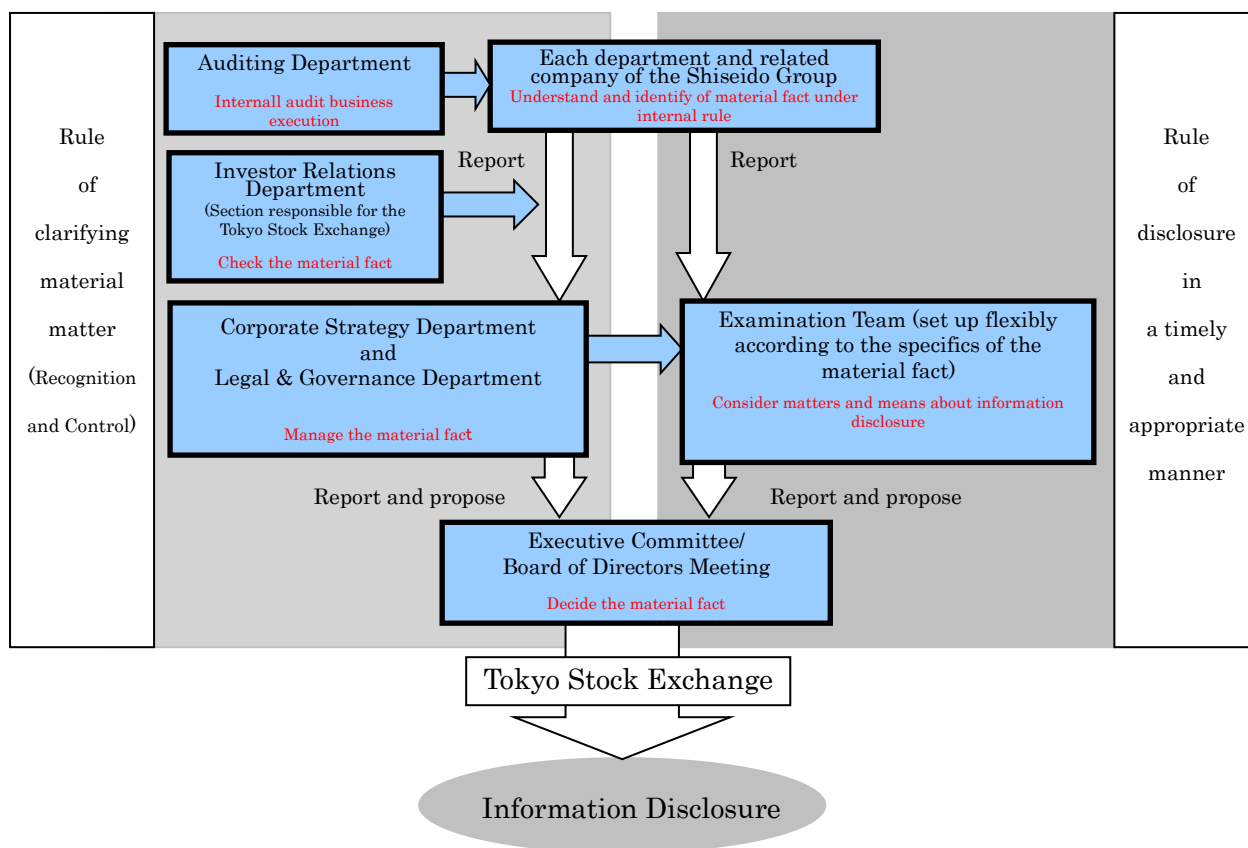 Rule
of
clarifying
material
matter
(Recognition
and Control)
Auditing Department
Internall audit business
execution
Each department and related
company of the Shiseido Group
Understand and identify of material fact under
internal rule
Report
Report
Investor Relations
Department
(Section responsible for the
Tokyo Stock Exchange)
Check the material fact
Corporate Strategy Department
and
Legal & Governance Department
Manage the material fact
Examination Team (set up flexibly
according to the specifics of the
material fact)
Consider matters and means about information
disclosure
Report and propose
Report and propose
Executive Committee/
Board of Directors Meeting
Decide the material fact
Tokyo Stock Exchange
Information Disclosure
Rule
of
disclosure
in
a timely
and
appropriate
manner